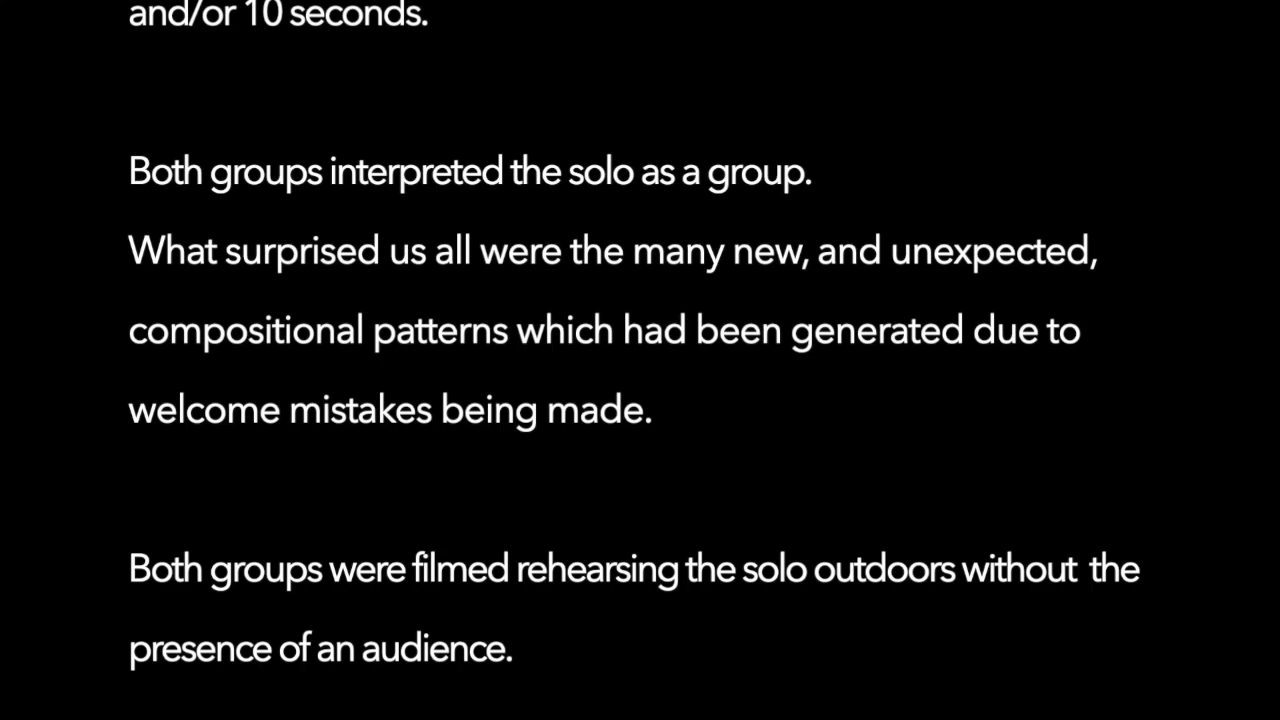 and/or 10 seconds.
Both groups interpreted the solo as a group.
What surprised us all were the many new, and unexpected,
compositional patterns which had been generated due to
welcome mistakes being made.
Both groups were filmed rehearsing the solo outdoors without the
presence of an audience.